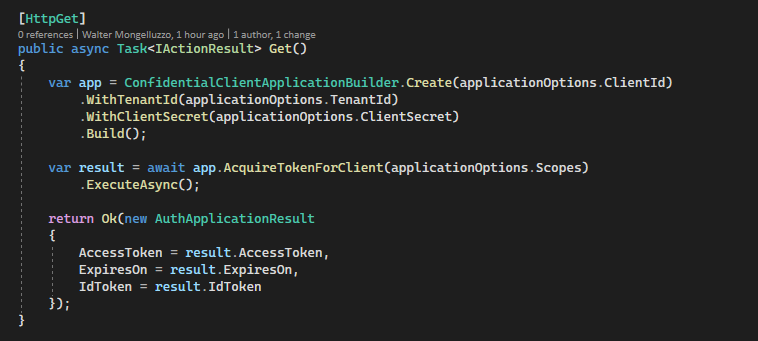 [HttpGet]
0 references | Walter Mongelluzzo, 1 hour ago | 1 author, 1 change
public async Task<IActionResult> Get()
{
    var app = ConfidentialClientApplicationBuilder.Create(applicationOptions.ClientId)
        .WithTenantId(applicationOptions.TenantId)
        .WithClientSecret(applicationOptions.ClientSecret)
        .Build();

    var result = await app.AcquireTokenForClient(applicationOptions.Scopes)
        .ExecuteAsync();

    return Ok(new AuthApplicationResult
    {
        AccessToken = result.AccessToken,
        ExpiresOn = result.ExpiresOn,
        IdToken = result.IdToken
    });
}